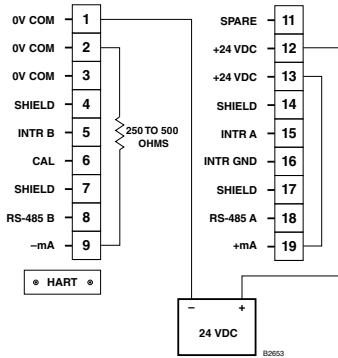 0V COM 1
0V COM 2
0V COM 3
SHIELD 4
INTR B 5
CAL 6
SHIELD 7
RS-485 B 8
–mA 9
250 TO 500
OHMS
HART
SPARE 11
+24 VDC 12
+24 VDC 13
SHIELD 14
INTR A 15
INTR GND 16
SHIELD 17
RS-485 A 18
+mA 19
– +
24 VDC
B2653